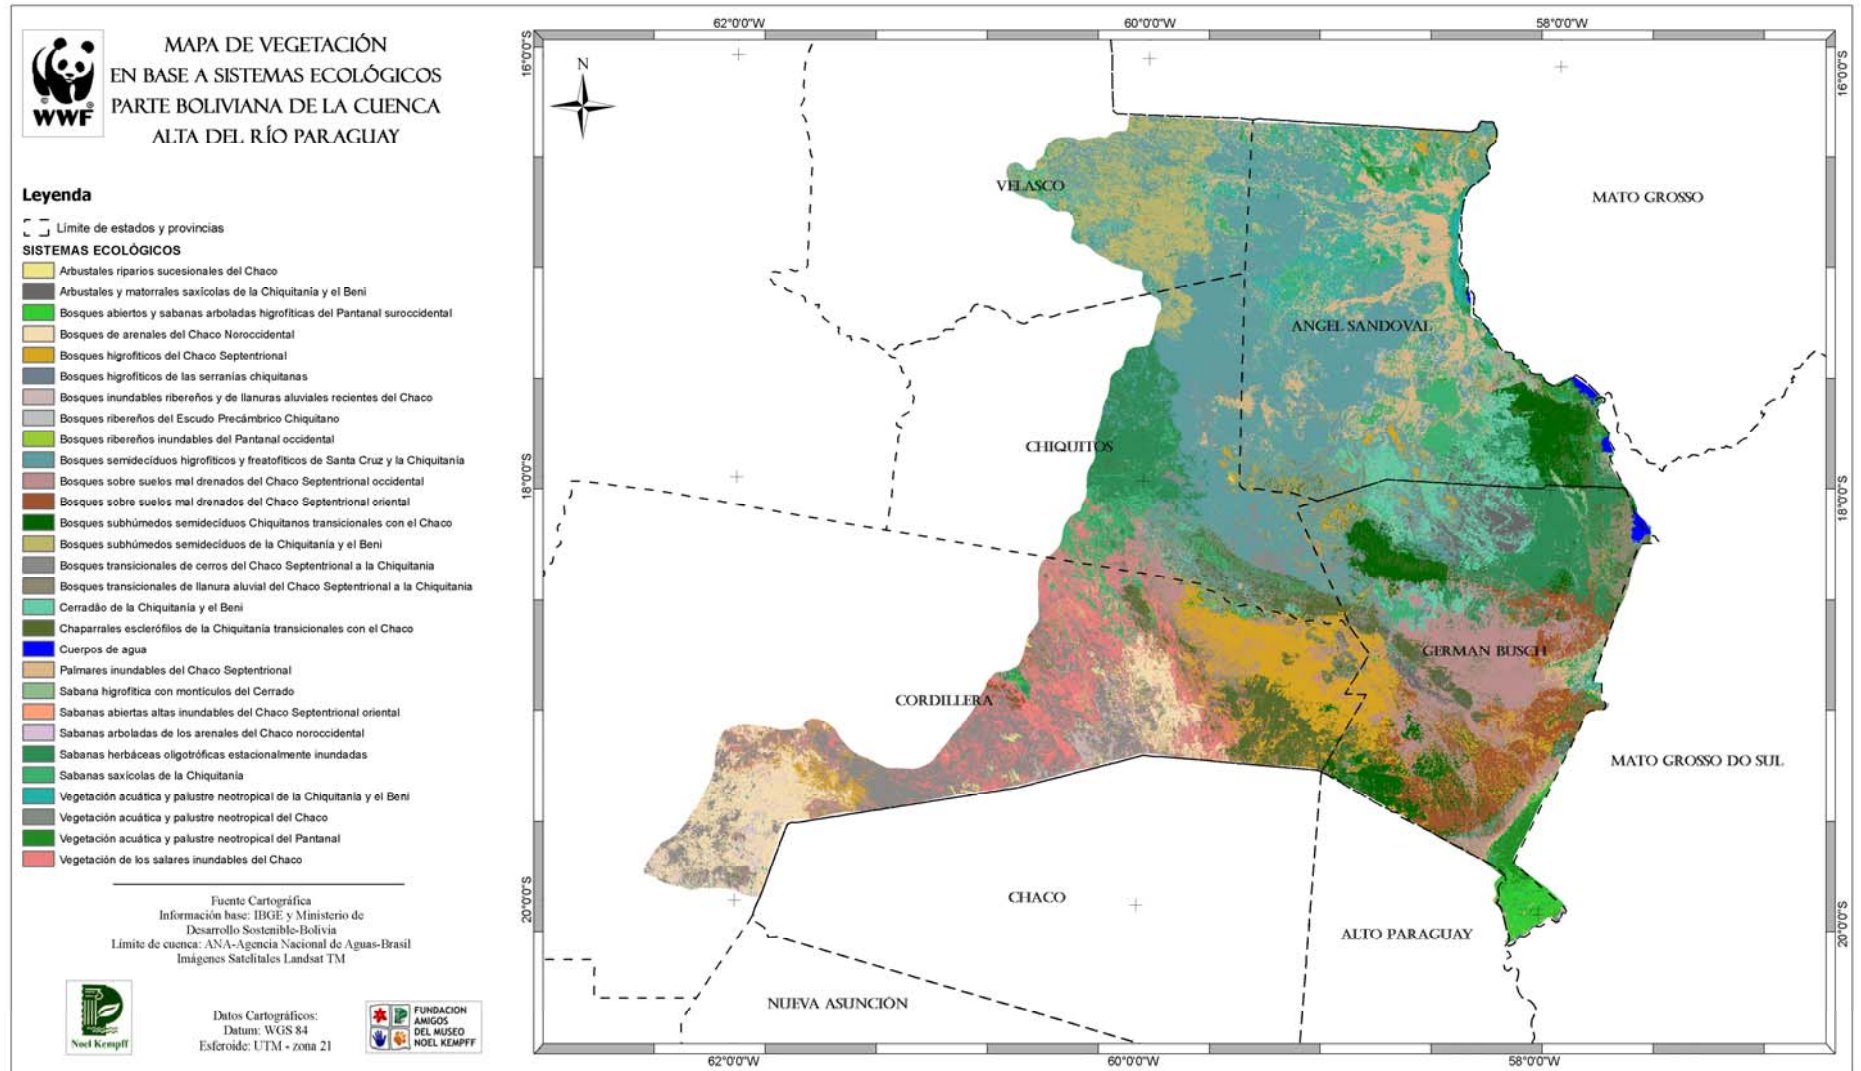 MAPA DE VEGETACIÓN
EN BASE A SISTEMAS ECOLÓGICOS
PARTE BOLIVIANA DE LA CUENCA
ALTA DEL RÍO PARAGUAY
©
®
WWF
Leyenda
Límite de estados y provincias
SISTEMAS ECOLÓGICOS
Arbustales riparios sucesionales del Chaco
Arbustales y matorrales saxícolas de la Chiquitanía y el Beni
Bosques abiertos y sabanas arboladas higrofíticas del Pantanal suroccidental
Bosques de arenales del Chaco Noroccidental
Bosques higrofíticos del Chaco Septentrional
Bosques higrofíticos de las serranías chiquitanas
Bosques inundables ribereños y de llanuras aluviales recientes del Chaco
Bosques ribereños del Escudo Precámbrico Chiquitano
Bosques ribereños inundables del Pantanal occidental
Bosques semidecíduos higrofíticos y freatofíticos de Santa Cruz y la Chiquitanía
Bosques sobre suelos mal drenados del Chaco Septentrional occidental
Bosques sobre suelos mal drenados del Chaco Septentrional oriental
Bosques subhúmedos semidecíduos Chiquitanos transicionales con el Chaco
Bosques subhúmedos semidecíduos de la Chiquitanía y el Beni
Bosques transicionales de cerros del Chaco Septentrional a la Chiquitania
Bosques transicionales de llanura aluvial del Chaco Septentrional a la Chiquitania
Cerradão de la Chiquitanía y el Beni
Chaparrales esclerófilos de la Chiquitanía transicionales con el Chaco
Cuerpos de agua
Palmares inundables del Chaco Septentrional
Sabana higrofítica con montículos del Cerrado
Sabanas abiertas altas inundables del Chaco Septentrional oriental
Sabanas arboladas de los arenales del Chaco noroccidental
Sabanas herbáceas oligotróficas estacionalmente inundadas
Sabanas saxícolas de la Chiquitanía
Vegetación acuática y palustre neotropical de la Chiquitanía y el Beni
Vegetación acuática y palustre neotropical del Chaco
Vegetación acuática y palustre neotropical del Pantanal
Vegetación de los salares inundables del Chaco
Fuente Cartográfica
Información base: IBGE y Ministerio de
Desarrollo Sostenible-Bolivia
Límite de cuenca: ANA-Agencia Nacional de Aguas-Brasil
Imágenes Satelitales Landsat TM
Noel Kempff
Datos Cartográficos:
Datum: WGS 84
Esferoide: UTM - zona 21
FUNDACION
AMIGOS
DEL MUSEO
NOEL KEMPFF
62°0'0"W
60°0'0"W
58°0'0"W
16°0'0"S
16°0'0"S
N
VELASCO
MATO GROSSO
ANGEL SANDOVAL
CHIQUITOS
18°0'0"S
18°0'0"S
GERMAN BUSCH
CORDILLERA
MATO GROSSO DO SUL
CHACO
20°0'0"S
20°0'0"S
ALTO PARAGUAY
NUEVA ASUNCIÓN
62°0'0"W
60°0'0"W
58°0'0"W